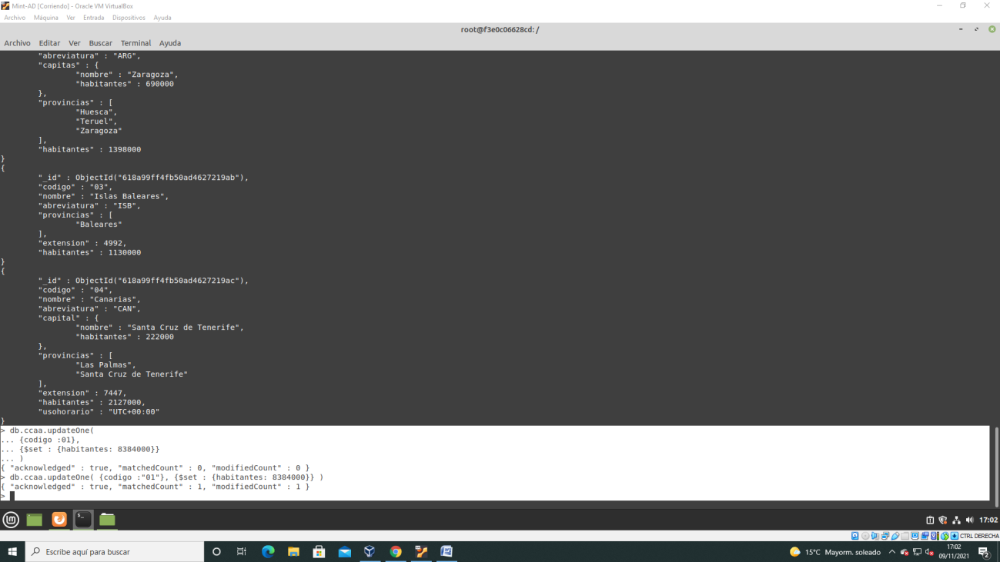 Mint-AD [Corriendo] - Oracle VM VirtualBox
Archivo Máquina Ver Entrada Dispositivos Ayuda
root@f3e0c06628cd: /
Archivo Editar Ver Buscar Terminal Ayuda
"abreviatura" : "ARG",
"capitas" : {
"nombre" : "Zaragoza",
"habitantes" : 690000
},
"provincias" : [
"Huesca",
"Teruel",
"Zaragoza"
],
"habitantes" : 1398000
}
{
"_id" : ObjectId("618a99ff4fb50ad4627219ab"),
"codigo" : "03",
"nombre" : "Islas Baleares",
"abreviatura" : "ISB",
"provincias" : [
"Baleares"
],
"extension" : 4992,
"habitantes" : 1130000
}
{
"_id" : ObjectId("618a99ff4fb50ad4627219ac"),
"codigo" : "04",
"nombre" : "Canarias",
"abreviatura" : "CAN",
"capital" : {
"nombre" : "Santa Cruz de Tenerife",
"habitantes" : 222000
},
"provincias" : [
"Las Palmas",
"Santa Cruz de Tenerife"
],
"extension" : 7447,
"habitantes" : 2127000,
"usohorario" : "UTC+00:00"
}
> db.ccaa.updateOne(
... {codigo :01},
... {$set : {habitantes: 8384000}}
... )
{ "acknowledged" : true, "matchedCount" : 0, "modifiedCount" : 0 }
> db.ccaa.updateOne( {codigo :"01"}, {$set : {habitantes: 8384000}} )
{ "acknowledged" : true, "matchedCount" : 1, "modifiedCount" : 1 }
>
17:02
CTRL DERECHA
Escribe aquí para buscar
15°C Mayorm. soleado
17:02
09/11/2021
2